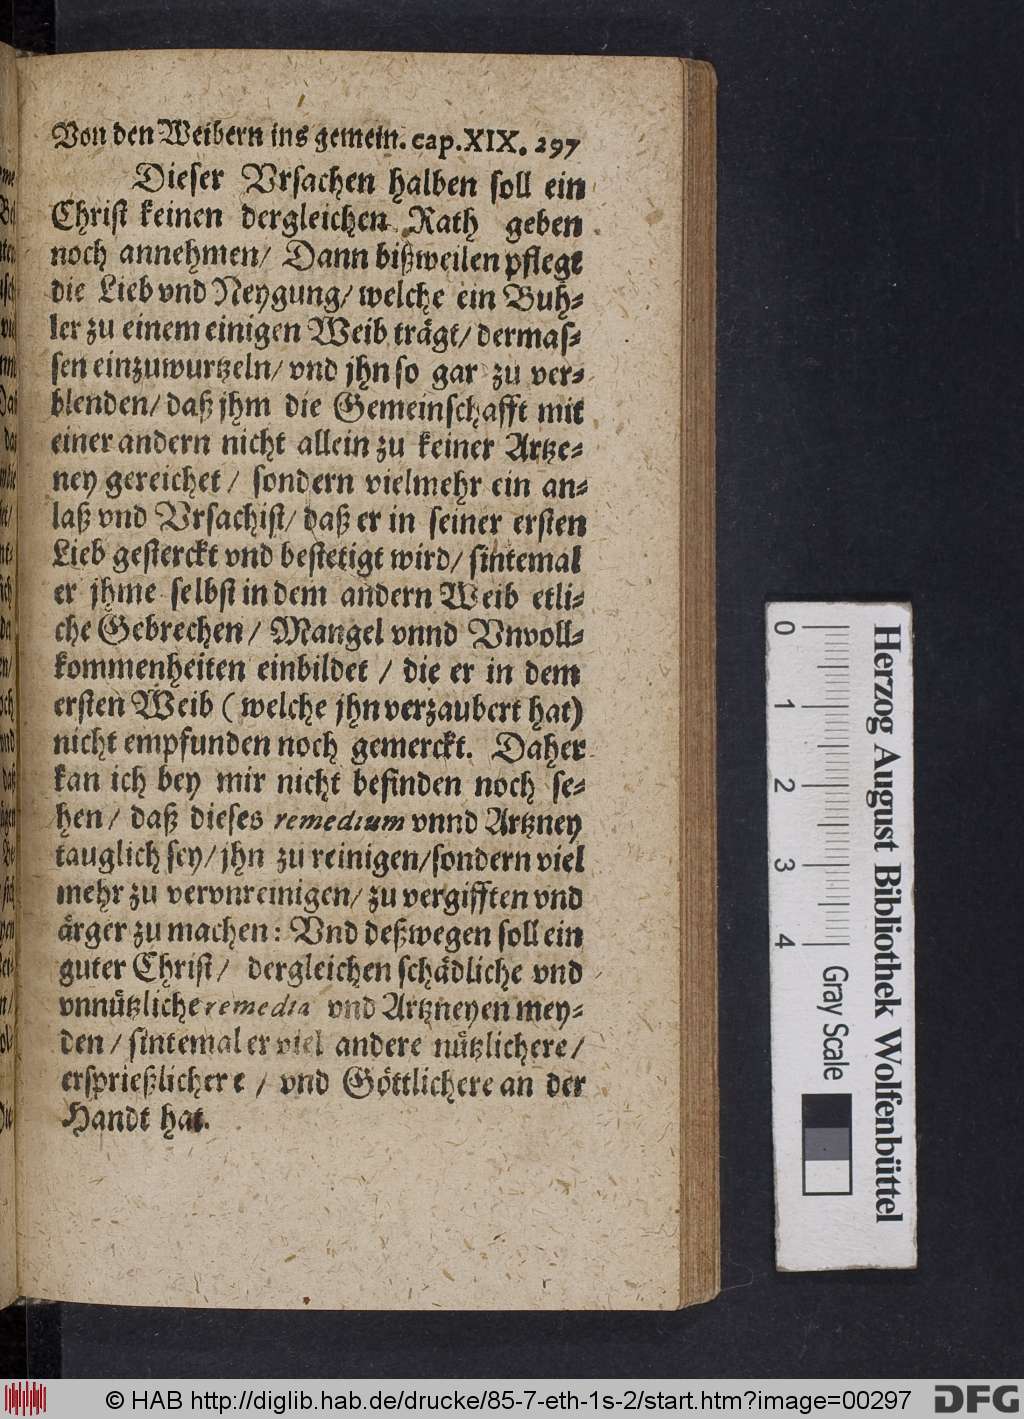 Von den Weibern ins gemein. cap. XIX. 297
Dieser Vrsachen halben soll ein
Christ keinen dergleichen Rath geben
noch annehmen/ Dann bißweilen pflegt
die Lieb vnd Neygung/ welche ein Buh-
ler zu einem einigen Weib trägt/ dermas-
sen einzuwurtzeln/ vnd jhn so gar zu ver-
blenden/ daß jhm die Gemeinschafft mit
einer andern nicht allein zu keiner Artze-
ney gereichet/ sondern vielmehr ein an-
laß vnd Vrsach ist/ daß er in seiner ersten
Lieb gesterckt vnd bestetigt wird/ sintemal
er jhme selbst in dem andern Weib etli-
che Gebrechen/ Mangel vnnd Vnvoll-
kommenheiten einbildet / die er in dem
ersten Weib ( welche jhn verzaubert hat)
nicht empfunden noch gemerckt. Daher
kan ich bey mir nicht befinden noch se-
hen/ daß dieses remedium vnnd Artzney
tauglich sey/ jhn zu reinigen/ sondern viel
mehr zu vervnreinigen/ zu vergifften vnd
ärger zu machen: Vnd deßwegen soll ein
guter Christ/ dergleichen schädliche vnd
vnnützliche remedia vnd Artzneyen mey-
den/ sintemal er viel andere nützlichere/
ersprießlichere / vnd Göttlichere an der
Handt hat.
0 1 2 3 4
Gray Scale
Herzog August Bibliothek Wolfenbüttel
© HAB http://diglib.hab.de/drucke/85-7-eth-1s-2/start.htm?image=00297
DFG